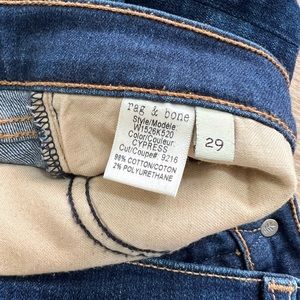 rag & bone
Style/Modèle:
W1526K520
Color/Couleur:
CYPRESS
Cut/Coupe#: 9216
98% COTTON/COTON
2% POLYURETHANE
29